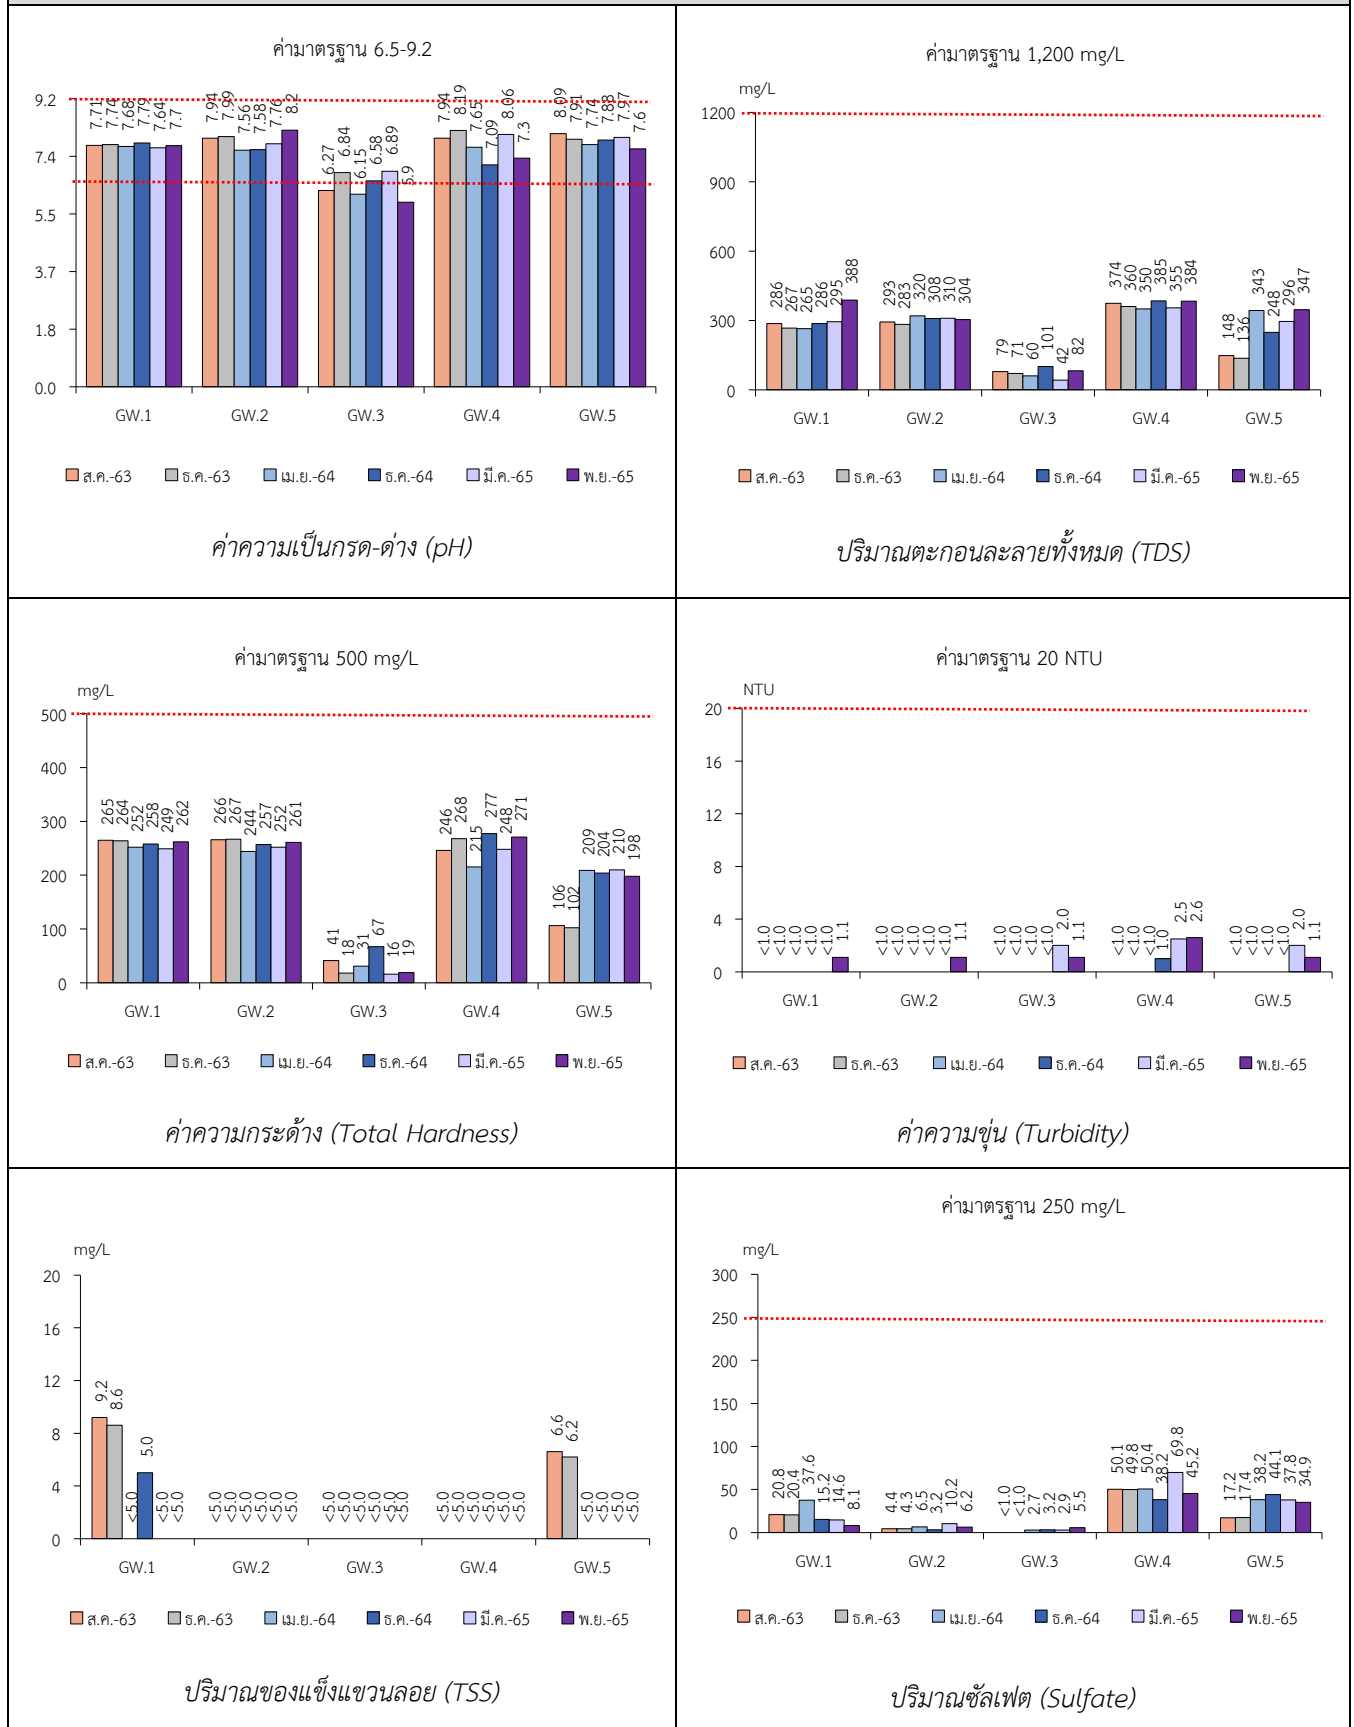 ค่ามาตรฐาน 6.5-9.2
9.2
7.4
5.5
3.7
1.8
0.0
7.71 7.74 7.68 7.79 7.64 7.7
7.94 7.99 7.56 7.58 7.76 8.2
6.27 6.84 6.15 6.58 6.89 5.9
7.94 8.19 7.65 7.09 8.06 7.3
8.09 7.91 7.74 7.88 7.97 7.6
GW.1 GW.2 GW.3 GW.4 GW.5
ส.ค.-63 ธ.ค.-63 เม.ย.-64 ธ.ค.-64 มี.ค.-65 พ.ย.-65
ค่าความเป็นกรด-ด่าง (pH)
ค่ามาตรฐาน 1,200 mg/L
mg/L
1200
900
600
300
0
286 267 265 286 295 388
293 283 320 308 310 304
79 71 60 101 42 82
374 360 350 385 355 384
148 136 343 248 296 347
GW.1 GW.2 GW.3 GW.4 GW.5
ส.ค.-63 ธ.ค.-63 เม.ย.-64 ธ.ค.-64 มี.ค.-65 พ.ย.-65
ปริมาณตะกอนละลายทั้งหมด (TDS)
ค่ามาตรฐาน 500 mg/L
mg/L
500
400
300
200
100
0
265 264 252 258 249 262
266 267 244 257 252 261
41 18 31 67 16 19
246 268 215 277 248 271
106 102 209 204 210 198
GW.1 GW.2 GW.3 GW.4 GW.5
ส.ค.-63 ธ.ค.-63 เม.ย.-64 ธ.ค.-64 มี.ค.-65 พ.ย.-65
ค่าความกระด้าง (Total Hardness)
ค่ามาตรฐาน 20 NTU
NTU
20
16
12
8
4
0
<1.0 <1.0 <1.0 <1.0 <1.0 1.1
<1.0 <1.0 <1.0 <1.0 <1.0 1.1
<1.0 <1.0 <1.0 <1.0 2.0 1.1
<1.0 <1.0 <1.0 1.0 2.5 2.6
<1.0 <1.0 <1.0 <1.0 2.0 1.1
GW.1 GW.2 GW.3 GW.4 GW.5
ส.ค.-63 ธ.ค.-63 เม.ย.-64 ธ.ค.-64 มี.ค.-65 พ.ย.-65
ค่าความขุ่น (Turbidity)
mg/L
20
16
12
8
4
0
9.2 8.6 <5.0 5.0 <5.0 <5.0
<5.0 <5.0 <5.0 <5.0 <5.0 <5.0
<5.0 <5.0 <5.0 <5.0 <5.0 <5.0
<5.0 <5.0 <5.0 <5.0 <5.0 <5.0
6.6 6.2 <5.0 <5.0 <5.0 <5.0
GW.1 GW.2 GW.3 GW.4 GW.5
ส.ค.-63 ธ.ค.-63 เม.ย.-64 ธ.ค.-64 มี.ค.-65 พ.ย.-65
ปริมาณของแข็งแขวนลอย (TSS)
ค่ามาตรฐาน 250 mg/L
mg/L
300
250
200
150
100
50
0
20.8 20.4 37.6 15.2 14.6 8.1
4.4 4.3 6.5 3.2 10.2 6.2
<1.0 <1.0 2.7 3.2 2.9 5.5
50.1 49.8 50.4 38.2 69.8 45.2
17.2 17.4 38.2 44.1 37.8 34.9
GW.1 GW.2 GW.3 GW.4 GW.5
ส.ค.-63 ธ.ค.-63 เม.ย.-64 ธ.ค.-64 มี.ค.-65 พ.ย.-65
ปริมาณซัลเฟต (Sulfate)